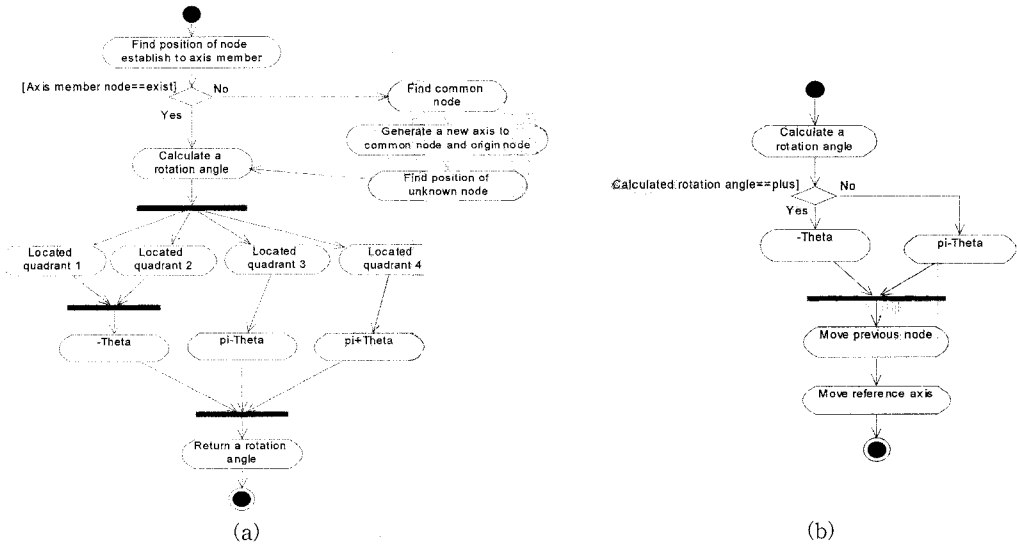 Find position of node
establish to axis member
[Axis member node==exist]
No
Yes
Find common
node
Generate a new axis to
common node and origin node
Find position of
unknown node
Calculate a
rotation angle
Located
quadrant 1
Located
quadrant 2
Located
quadrant 3
Located
quadrant 4
-Theta
pi-Theta
pi+Theta
Return a rotation
angle
(a)
Calculate a
rotation angle
Calculated rotation angle==plus]
No
Yes
-Theta
pi-Theta
Move previous node
Move reference axis
(b)